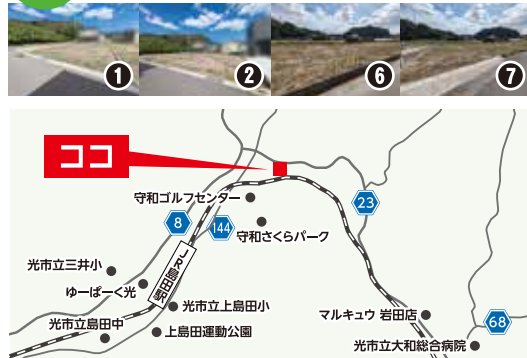 1
2
6
7
ココ
守和ゴルフセンター
23
8
144
守和さくらパーク
JR島田駅
光市立三井小
ゆーぱーく光
光市立上島田小
マルキュウ 岩田店
光市立島田中
上島田運動公園
68
光市立大和総合病院